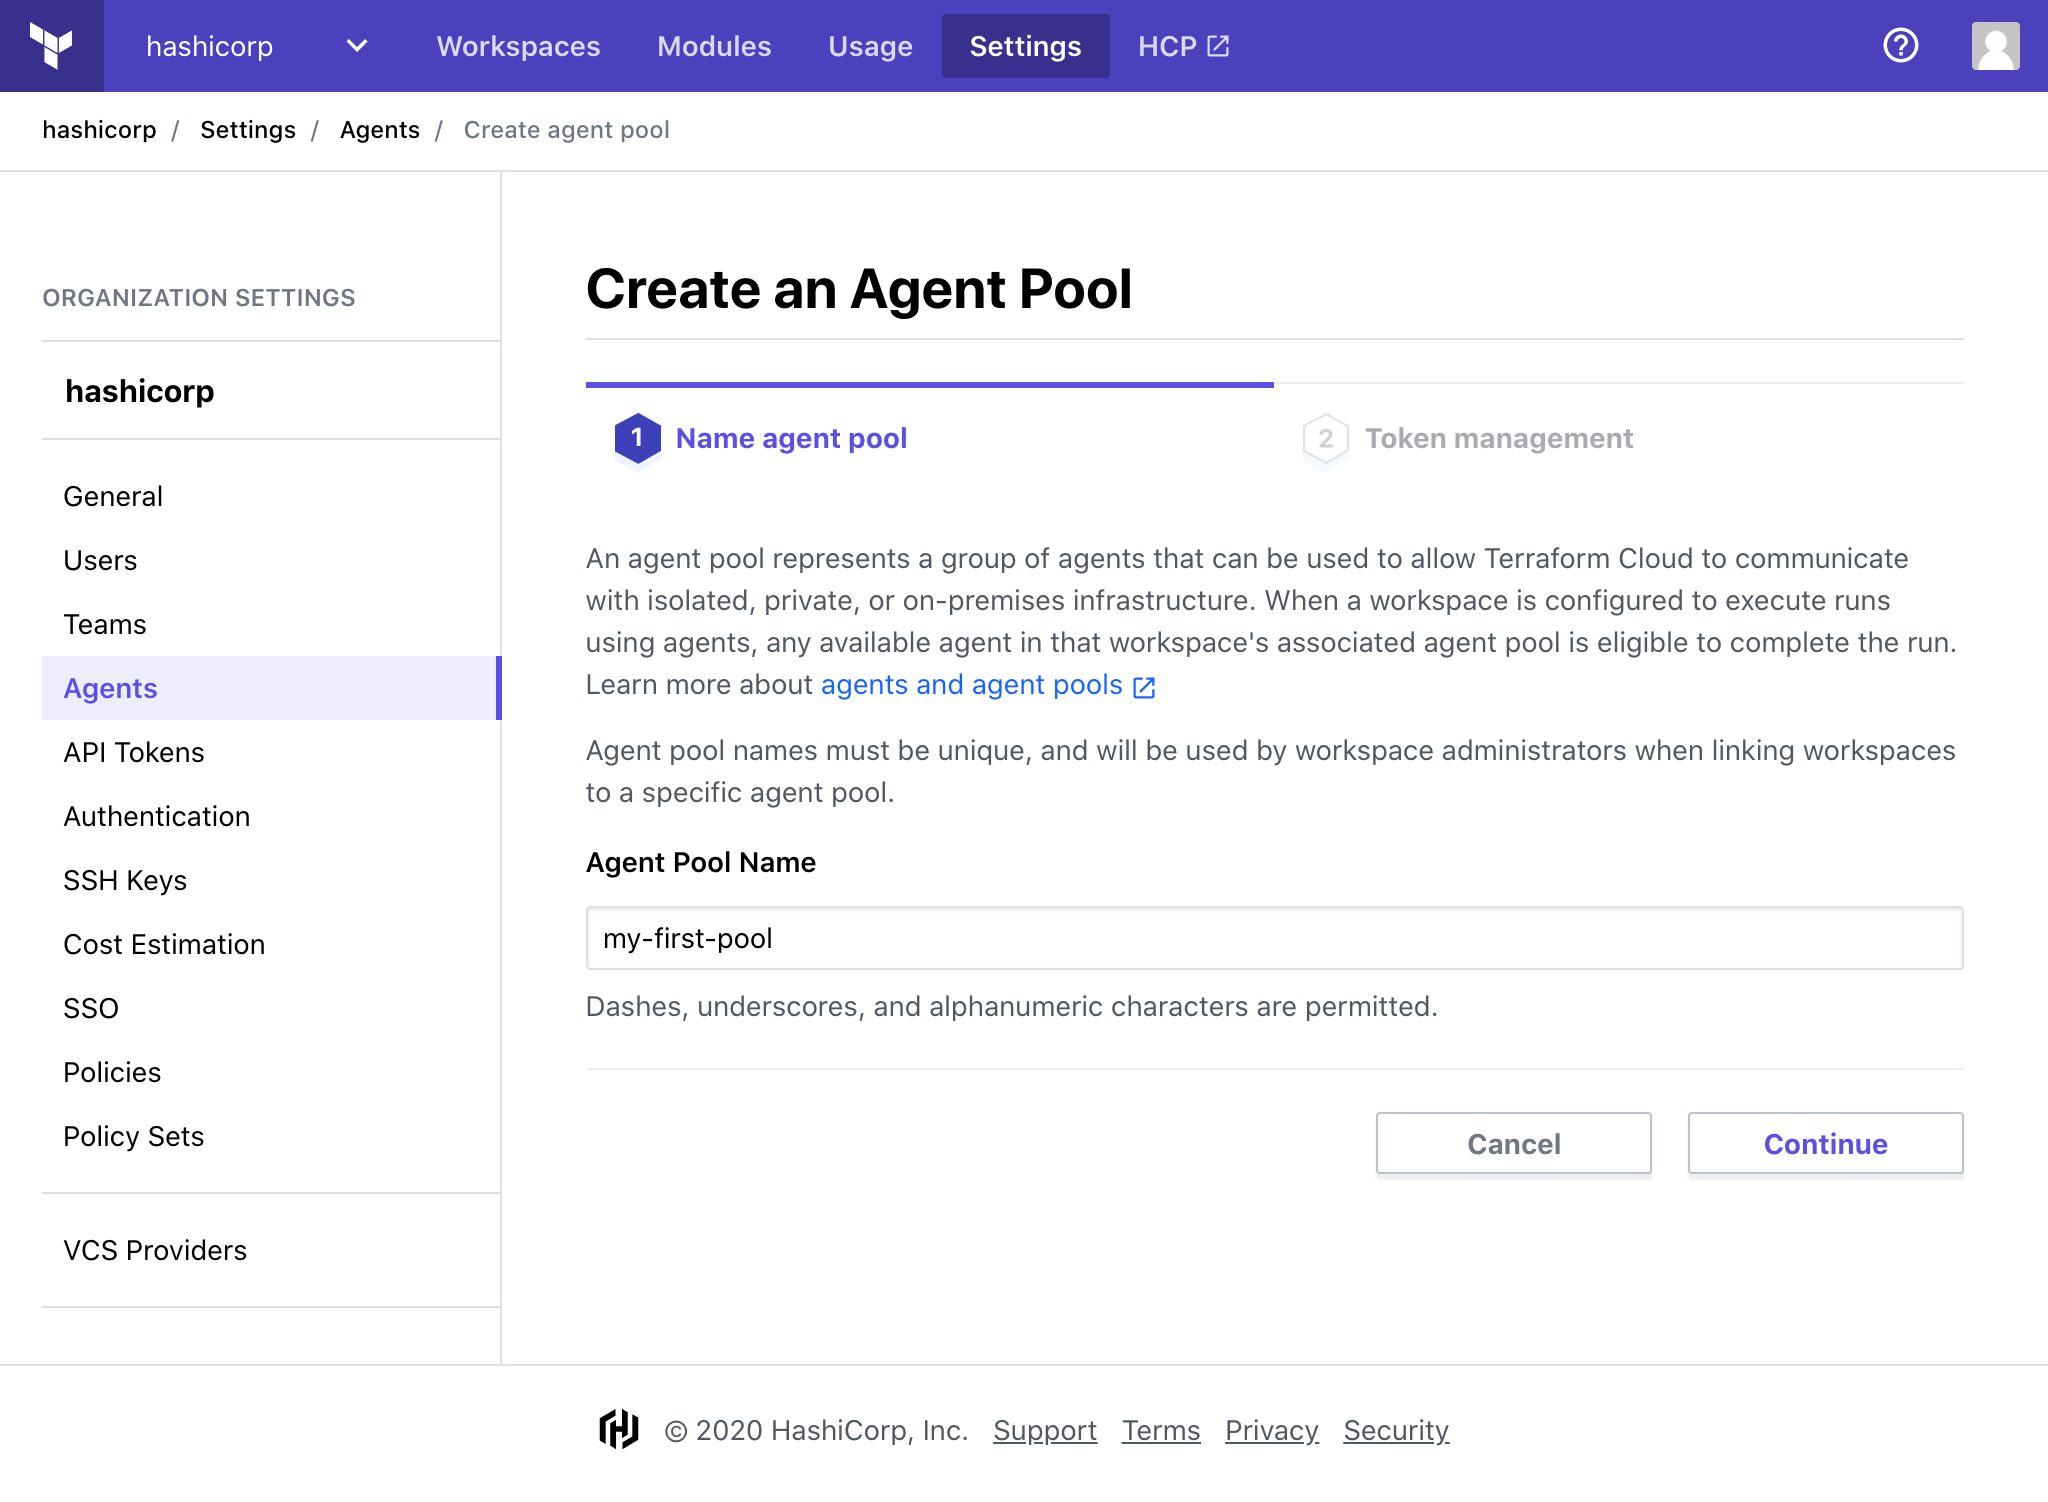 hashicorp Workspaces Modules Usage Settings HCP
hashicorp / Settings / Agents / Create agent pool
ORGANIZATION SETTINGS
hashicorp
General
Users
Teams
Agents
API Tokens
Authentication
SSH Keys
Cost Estimation
SSO
Policies
Policy Sets
VCS Providers
Create an Agent Pool
1 Name agent pool
2 Token management
An agent pool represents a group of agents that can be used to allow Terraform Cloud to communicate
with isolated, private, or on-premises infrastructure. When a workspace is configured to execute runs
using agents, any available agent in that workspace's associated agent pool is eligible to complete the run.
Learn more about agents and agent pools
Agent pool names must be unique, and will be used by workspace administrators when linking workspaces
to a specific agent pool.
Agent Pool Name
my-first-pool
Dashes, underscores, and alphanumeric characters are permitted.
Cancel Continue
© 2020 HashiCorp, Inc. Support Terms Privacy Security